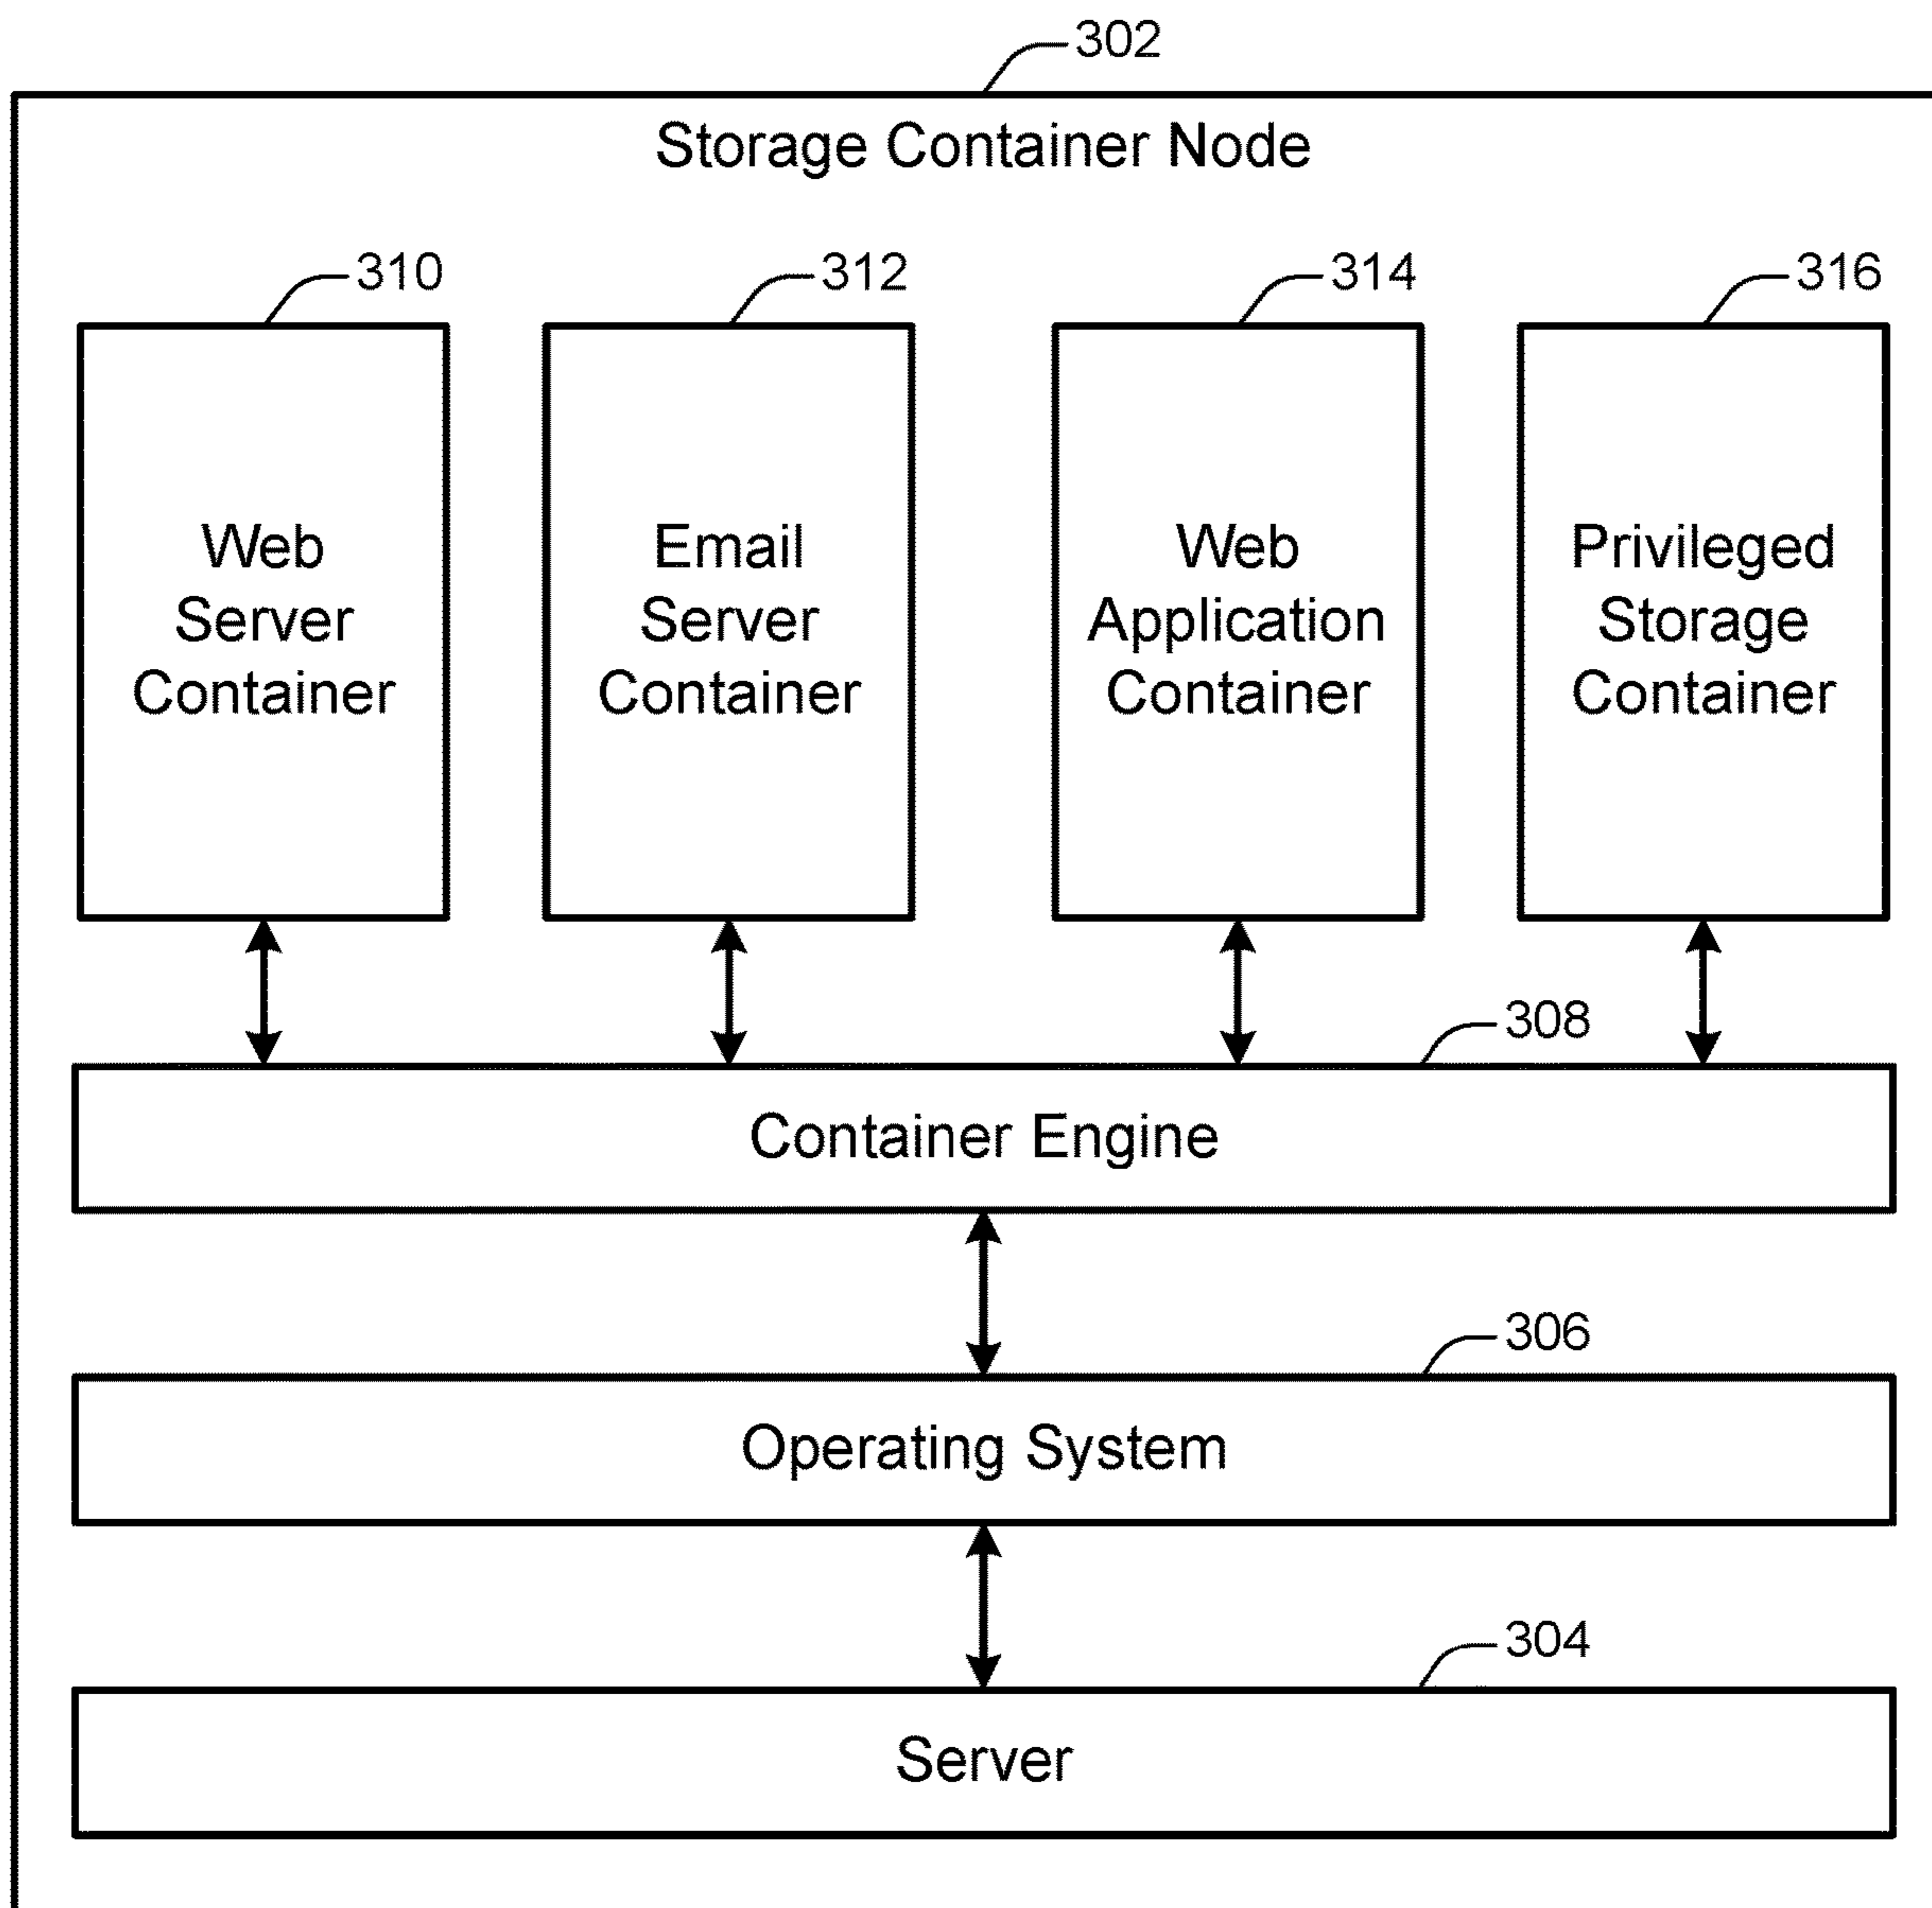 302
Storage Container Node
310
312
314
316
Web
Server
Container
Email
Server
Container
Web
Application
Container
Privileged
Storage
Container
308
Container Engine
306
Operating System
304
Server